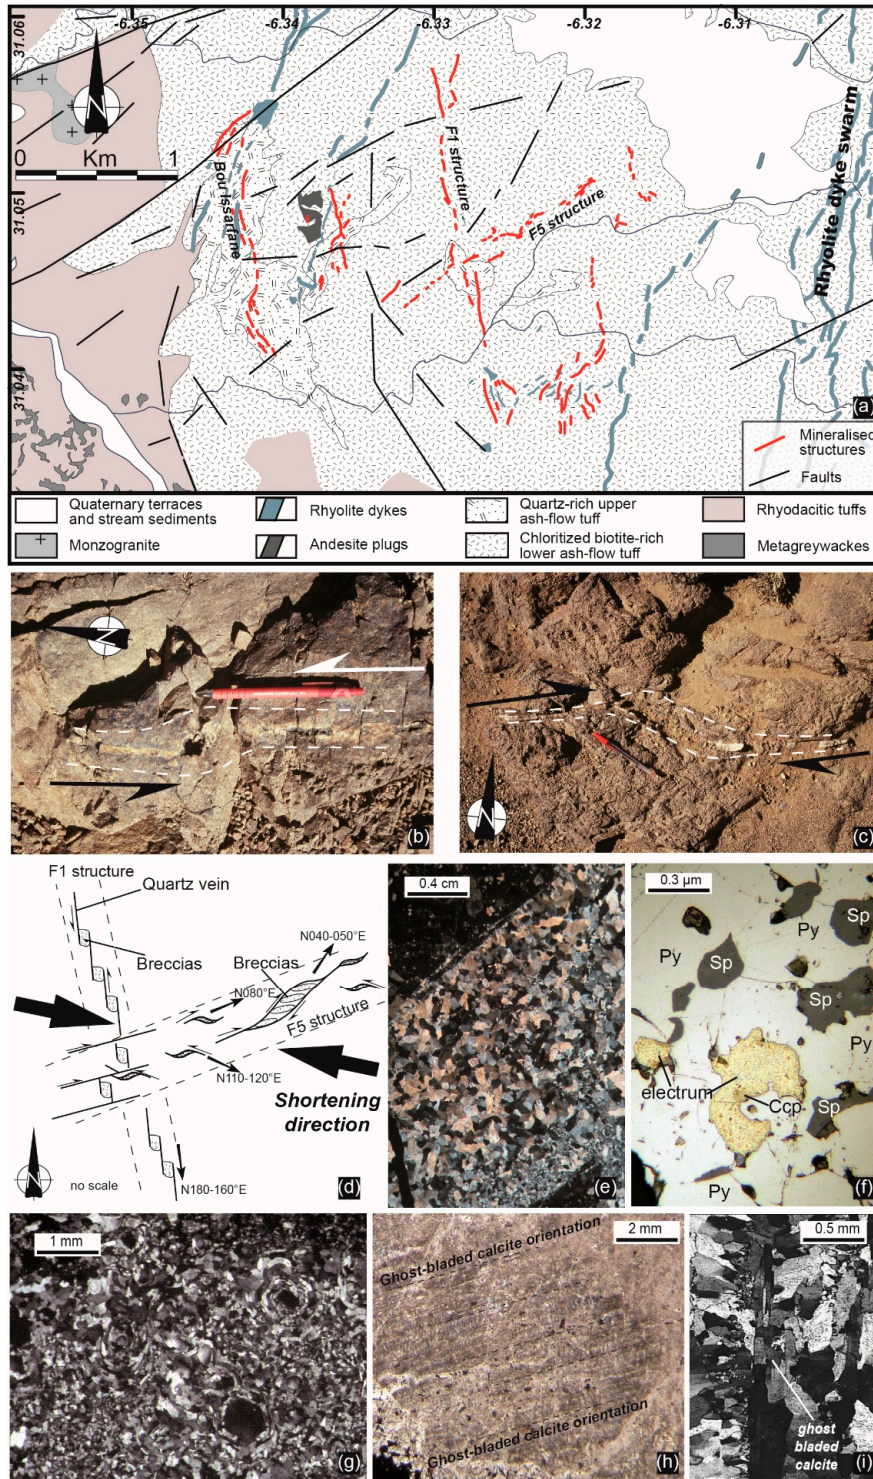 -6.35
-6.34
-6.33
-6.32
-6.31
31.06
31.05
31.04
N
0 Km 1
Bou Issarlane
F1 structure
F5 structure
Rhyolite dyke swarm
(a)
Mineralised
structures
Faults
Quaternary terraces
and stream sediments
Rhyolite dykes
Quartz-rich upper
ash-flow tuff
Rhyodacitic tuffs
Monzogranite
Andesite plugs
Chloritized biotite-rich
lower ash-flow tuff
Metagreywackes
N
(b)
N
(c)
F1 structure
Quartz vein
Breccias
Breccias
N040-050°E
N080°E
F5 structure
N110-120°E
Shortening
direction
N
no scale
N180-160°E
(d)
0.4 cm
(e)
0.3 µm
Sp
Py
Py
Sp
Sp
Py
electrum
Ccp
Sp
Py
(f)
1 mm
(g)
2 mm
Ghost-bladed calcite orientation
Ghost-bladed calcite orientation
(h)
0.5 mm
ghost
bladed
calcite
(i)